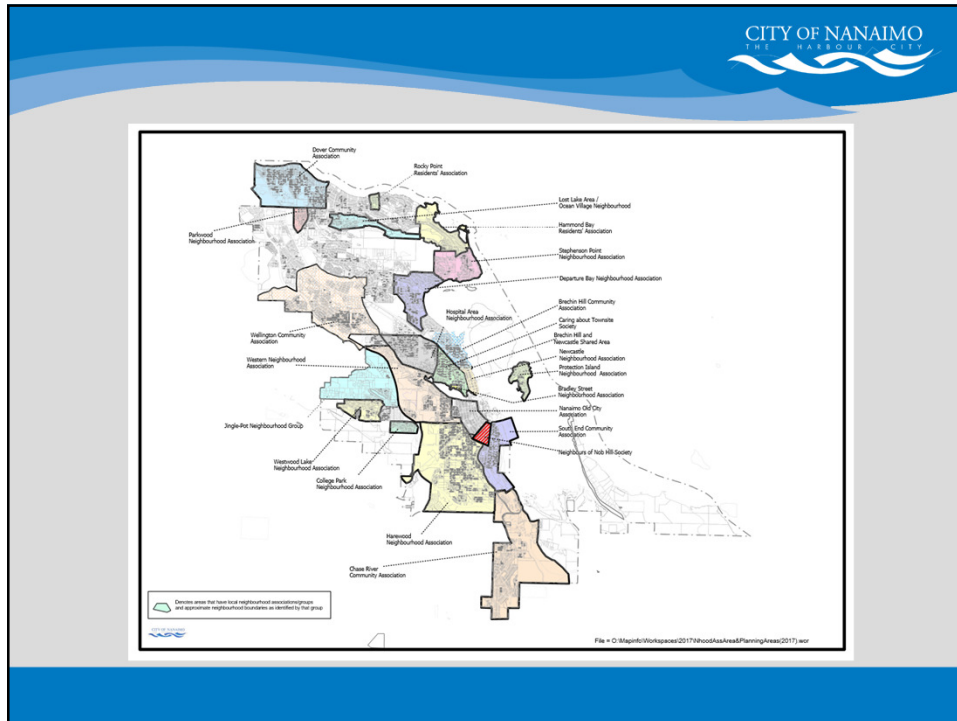 CITY OF NANAIMO
THE HARBOUR CITY
Dover Community
Association
Rocky Point
Residents' Association
Lost Lake Area /
Ocean Village Neighbourhood
Parkwood
Neighbourhood Association
Hammond Bay
Residents' Association
Stephenson Point
Neighbourhood Association
Departure Bay Neighbourhood Association
Hospital Area
Neighbourhood Association
Brechin Hill Community
Association
Caring about Townsite
Society
Brechin Hill and
Newcastle Shared Area
Wellington Community
Association
Newcastle
Neighbourhood Association
Western Neighbourhood
Association
Protection Island
Neighbourhood Association
Bradley Street
Neighbourhood Association
Nanaimo Old City
Association
Jingle-Pot Neighbourhood Group
South End Community
Association
Neighbours of Nob Hill-Society
Westwood Lake
Neighbourhood Association
College Park
Neighbourhood Association
Harewood
Neighbourhood Association
Chase River
Community Association
Denotes areas that have local neighbourhood associations/groups
and approximate neighbourhood boundaries as identified by that group
CITY OF NANAIMO
File = O:\Mapinfo\Workspaces\2017\NhoodAssArea&PlanningAreas(2017).wor